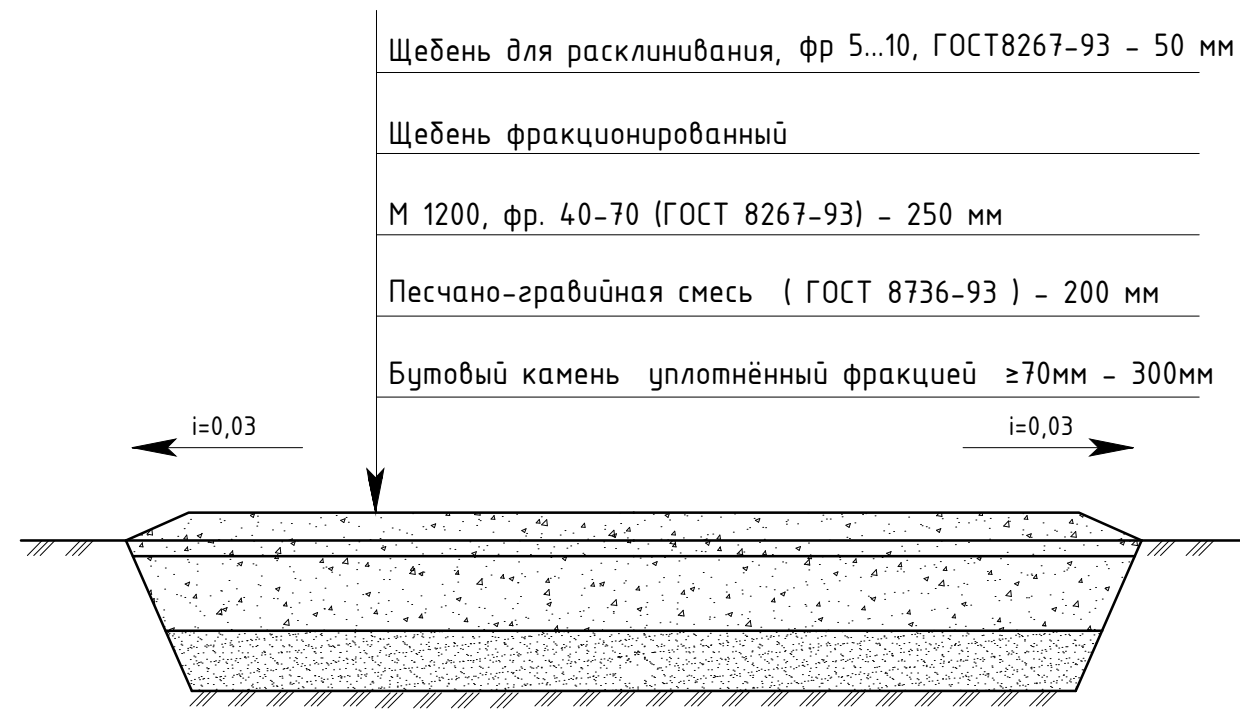 Щебень для расклинивания, фр 5...10, ГОСТ8267-93 - 50 мм
Щебень фракционированный
М 1200, фр. 40-70 (ГОСТ 8267-93) - 250 мм
Песчано-гравийная смесь ( ГОСТ 8736-93 ) - 200 мм
Бутовый камень уплотнённый фракцией ≥70мм - 300мм
i=0,03
i=0,03